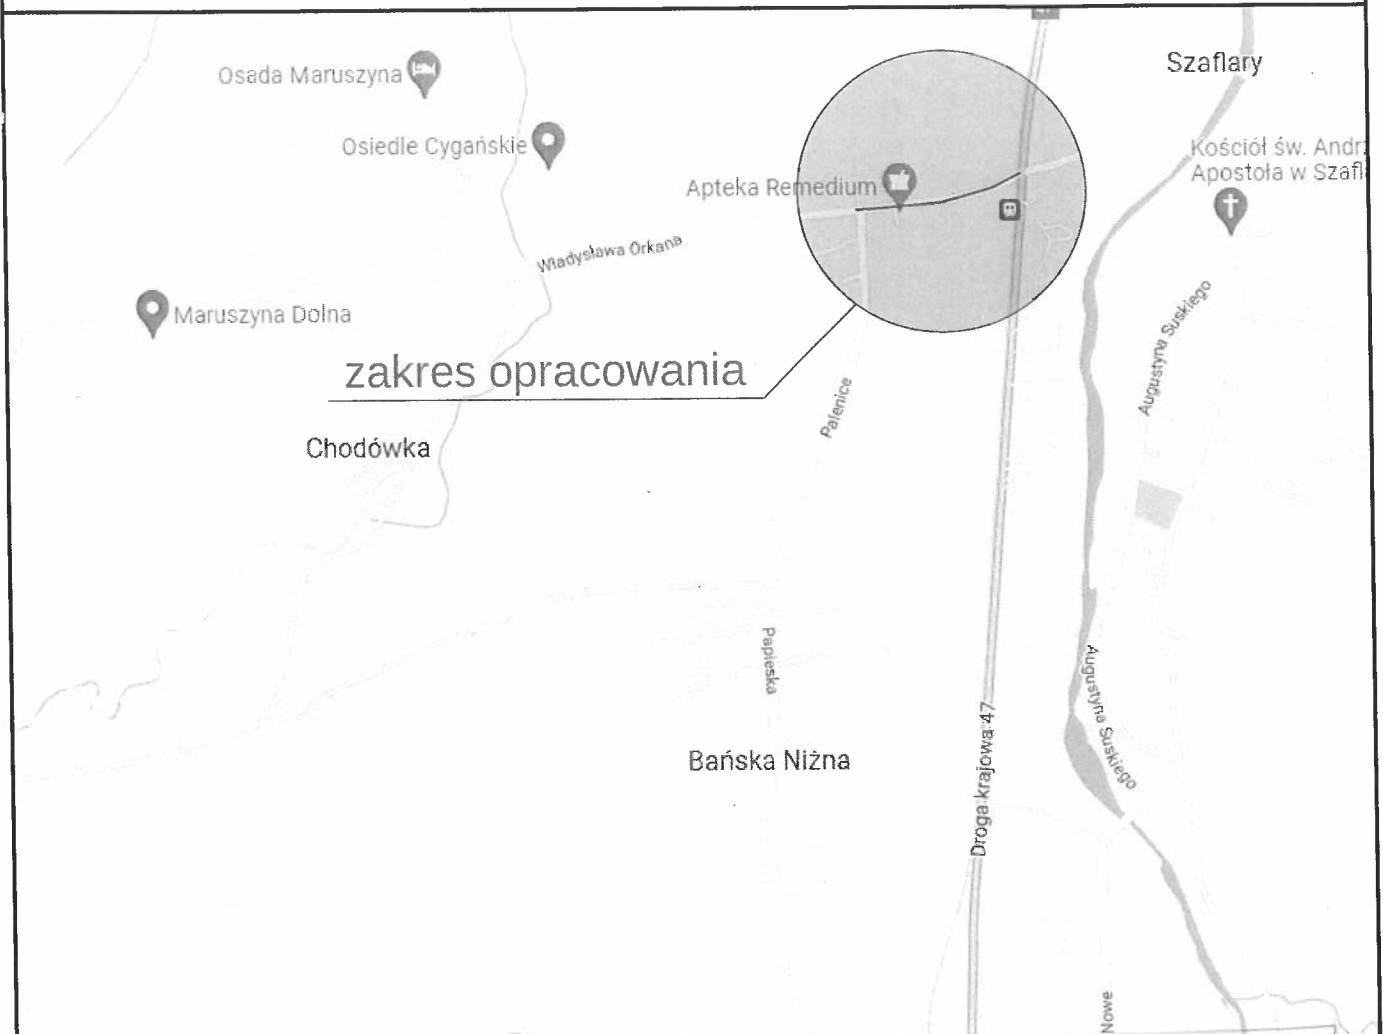 Szaflary
Osada Maruszyna
Osiedle Cygańskie
Kościół św. Andrz
Apostoła w Szafl
Apteka Remedium
Władysława Orkana
Maruszyna Dolna
Augustyna Suskiego
zakres opracowania
Palenice
Chodówka
Papieska
Augustyna Suskiego
Bańska Niżna
Droga krajowa 47
Nowe